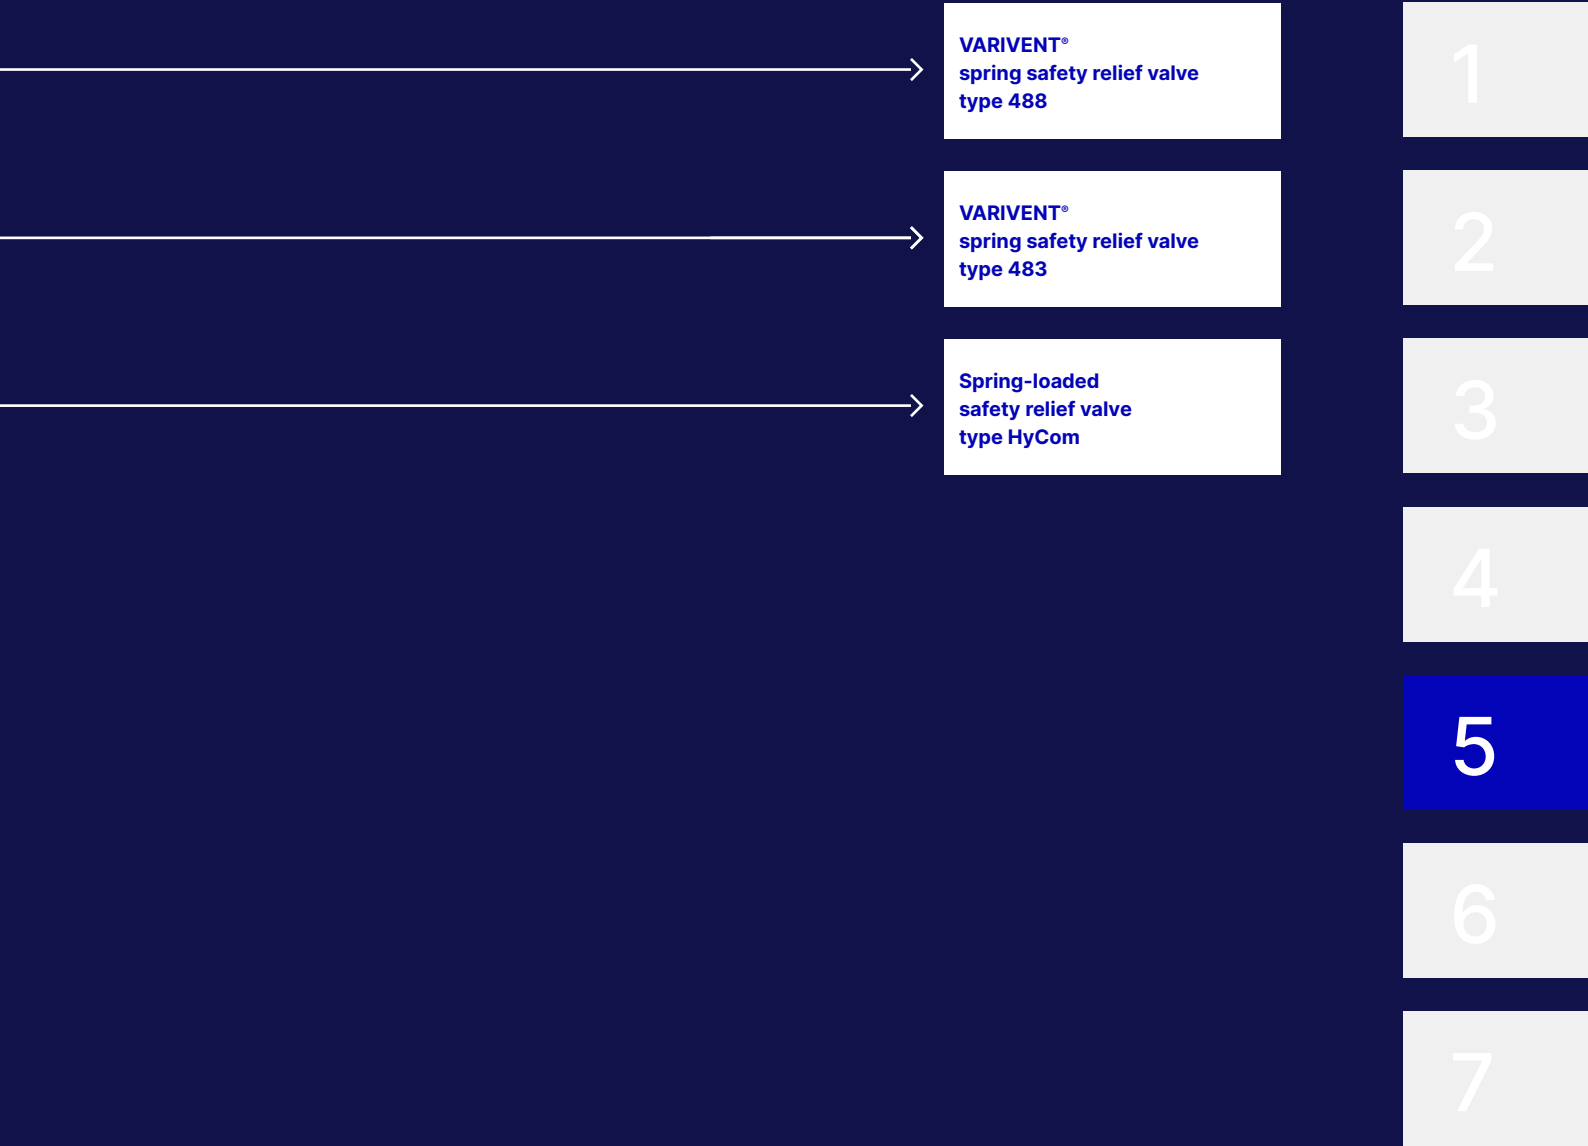 VARIVENT®
spring safety relief valve
type 488
VARIVENT®
spring safety relief valve
type 483
Spring-loaded
safety relief valve
type HyCom
1
2
3
4
5
6
7